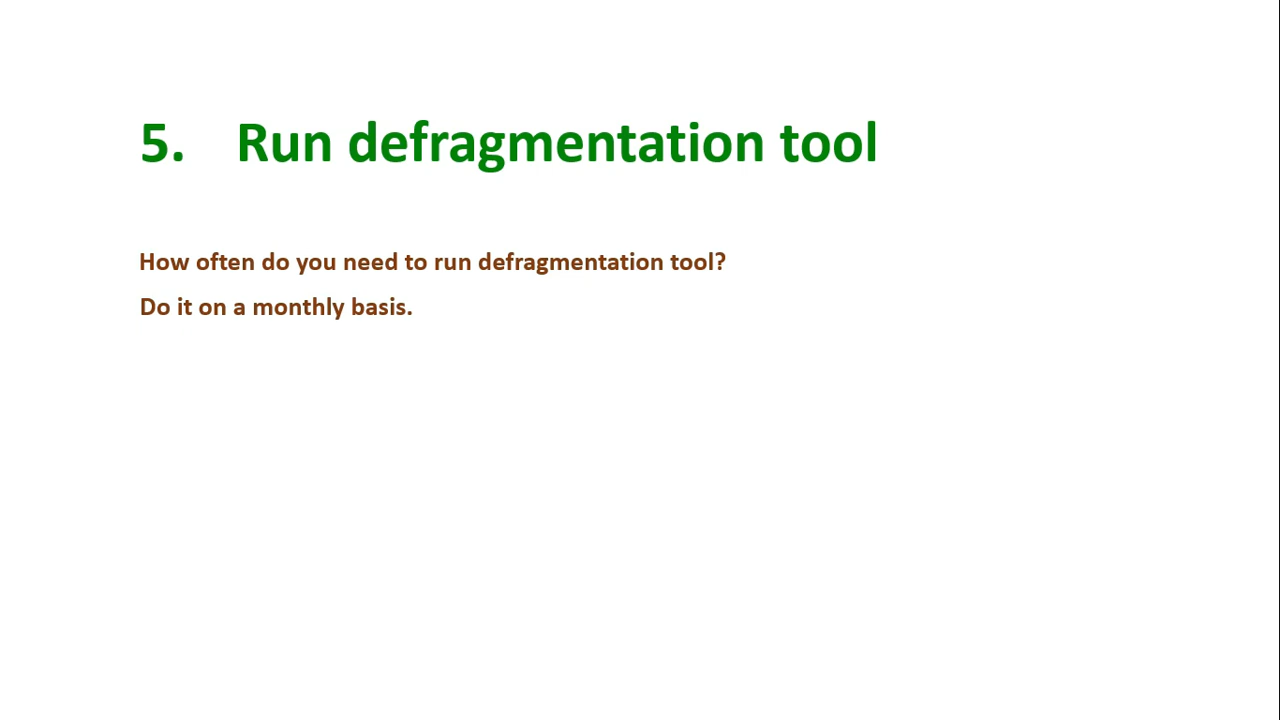 5. Run defragmentation tool
How often do you need to run defragmentation tool?
Do it on a monthly basis.